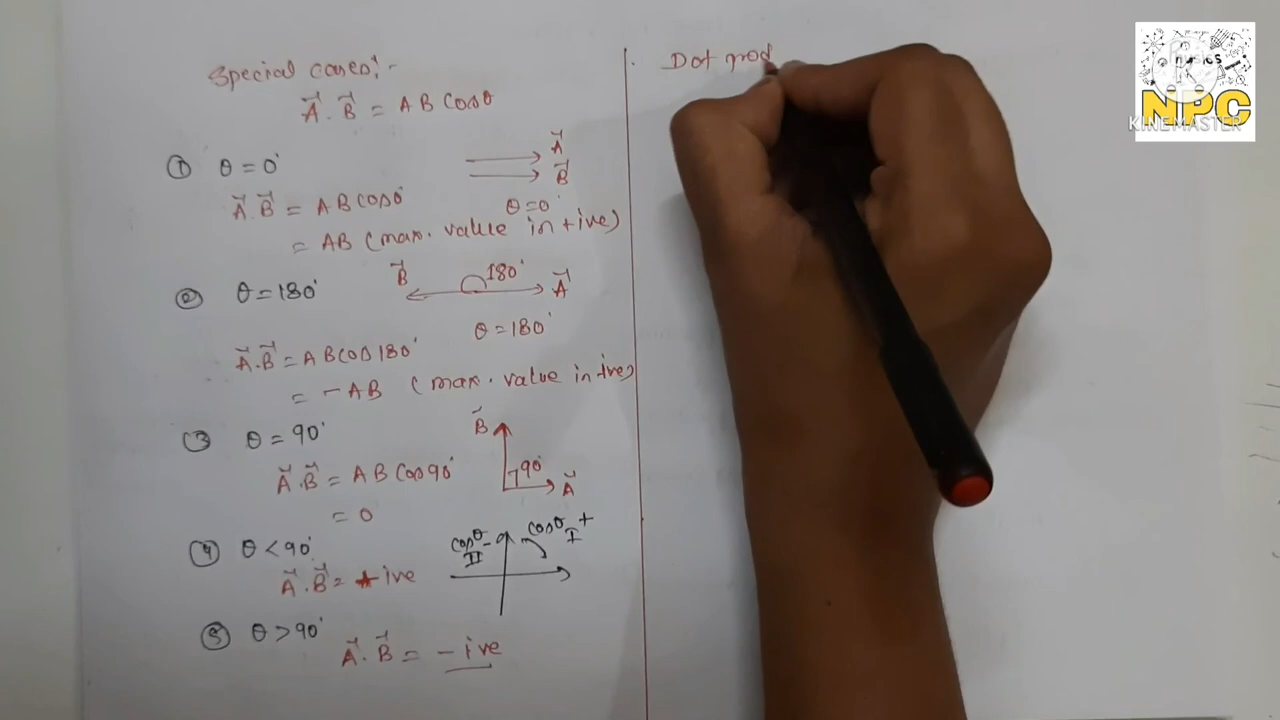 Special cases:-
A⃗ . B⃗ = AB cosθ
① θ = 0°
A⃗
B⃗
θ = 0°
A⃗.B⃗ = AB cos0°
= AB (max. value in +ive)
② θ = 180°
B⃗ 180° A⃗
θ = 180°
A⃗.B⃗ = AB cos180°
= -AB (max. value in -ive)
③ θ = 90°
B⃗
90°
A⃗
A⃗.B⃗ = AB cos90°
= 0
④ θ < 90°
cosθ -
II
cosθ +
I
A⃗.B⃗ = +ive
⑤ θ > 90°
A⃗. B⃗ = -ive
Dot prod
Physics
NPC
KINEMASTER